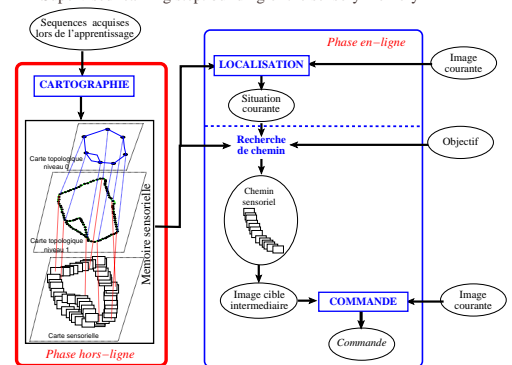 Sequences acquises
lors de l'apprentissage
CARTOGRAPHIE
Carte topologique
niveau 0
Carte topologique
niveau 1
Carte sensorielle
Memoire sensorielle
Phase hors−ligne
Phase en−ligne
LOCALISATION
Image
courante
Situation
courante
Recherche
de chemin
Objectif
Chemin
sensoriel
Image cible
intermediaire
COMMANDE
Image
courante
Commande